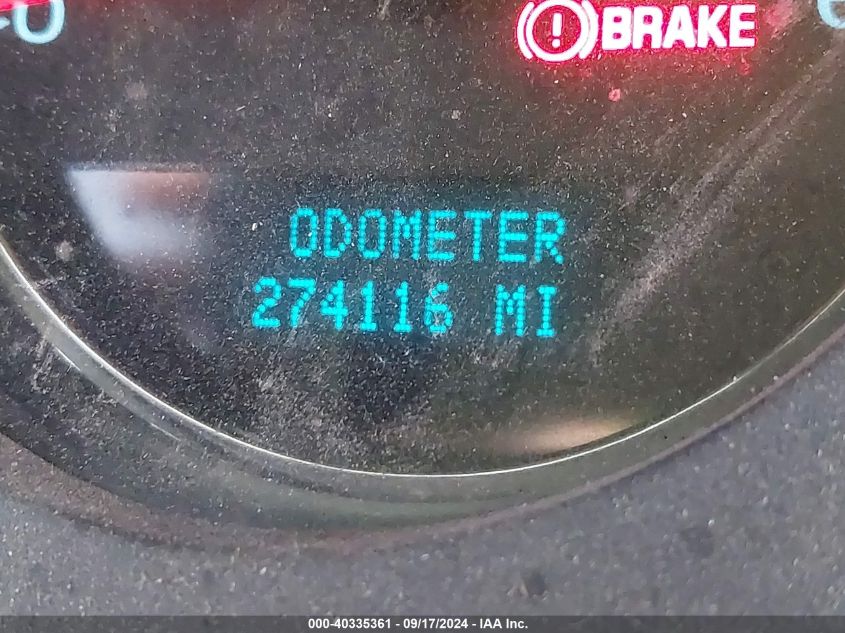 BRAKE
ODOMETER
274116 MI
000-40335361 - 09/17/2024 - IAA Inc.